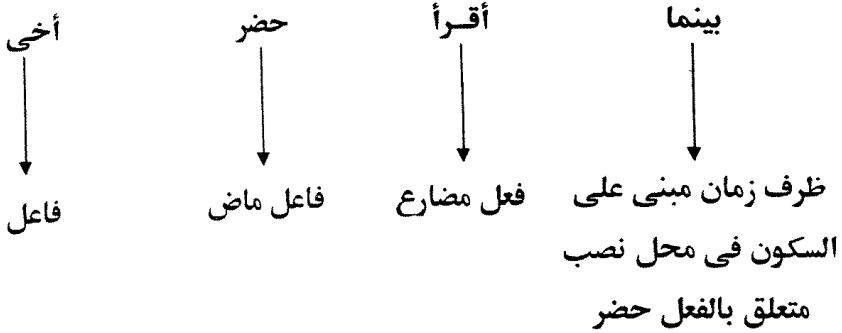 بينما أقـرأ حضر أخى
ظرف زمان مبنى على فعل مضارع فاعل ماض فاعل
السكون فى محل نصب
متعلق بالفعل حضر